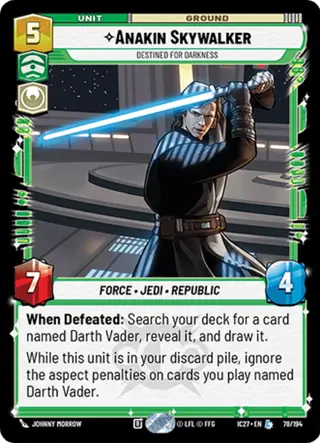 UNIT
GROUND
5
✧ANAKIN SKYWALKER
DESTINED FOR DARKNESS
7
4
FORCE • JEDI • REPUBLIC
When Defeated: Search your deck for a card
named Darth Vader, reveal it, and draw it.
While this unit is in your discard pile, ignore
the aspect penalties on cards you play named
Darth Vader.
JOHNNY MORROW
© LFL © FFG
IC27 • EN
78/194